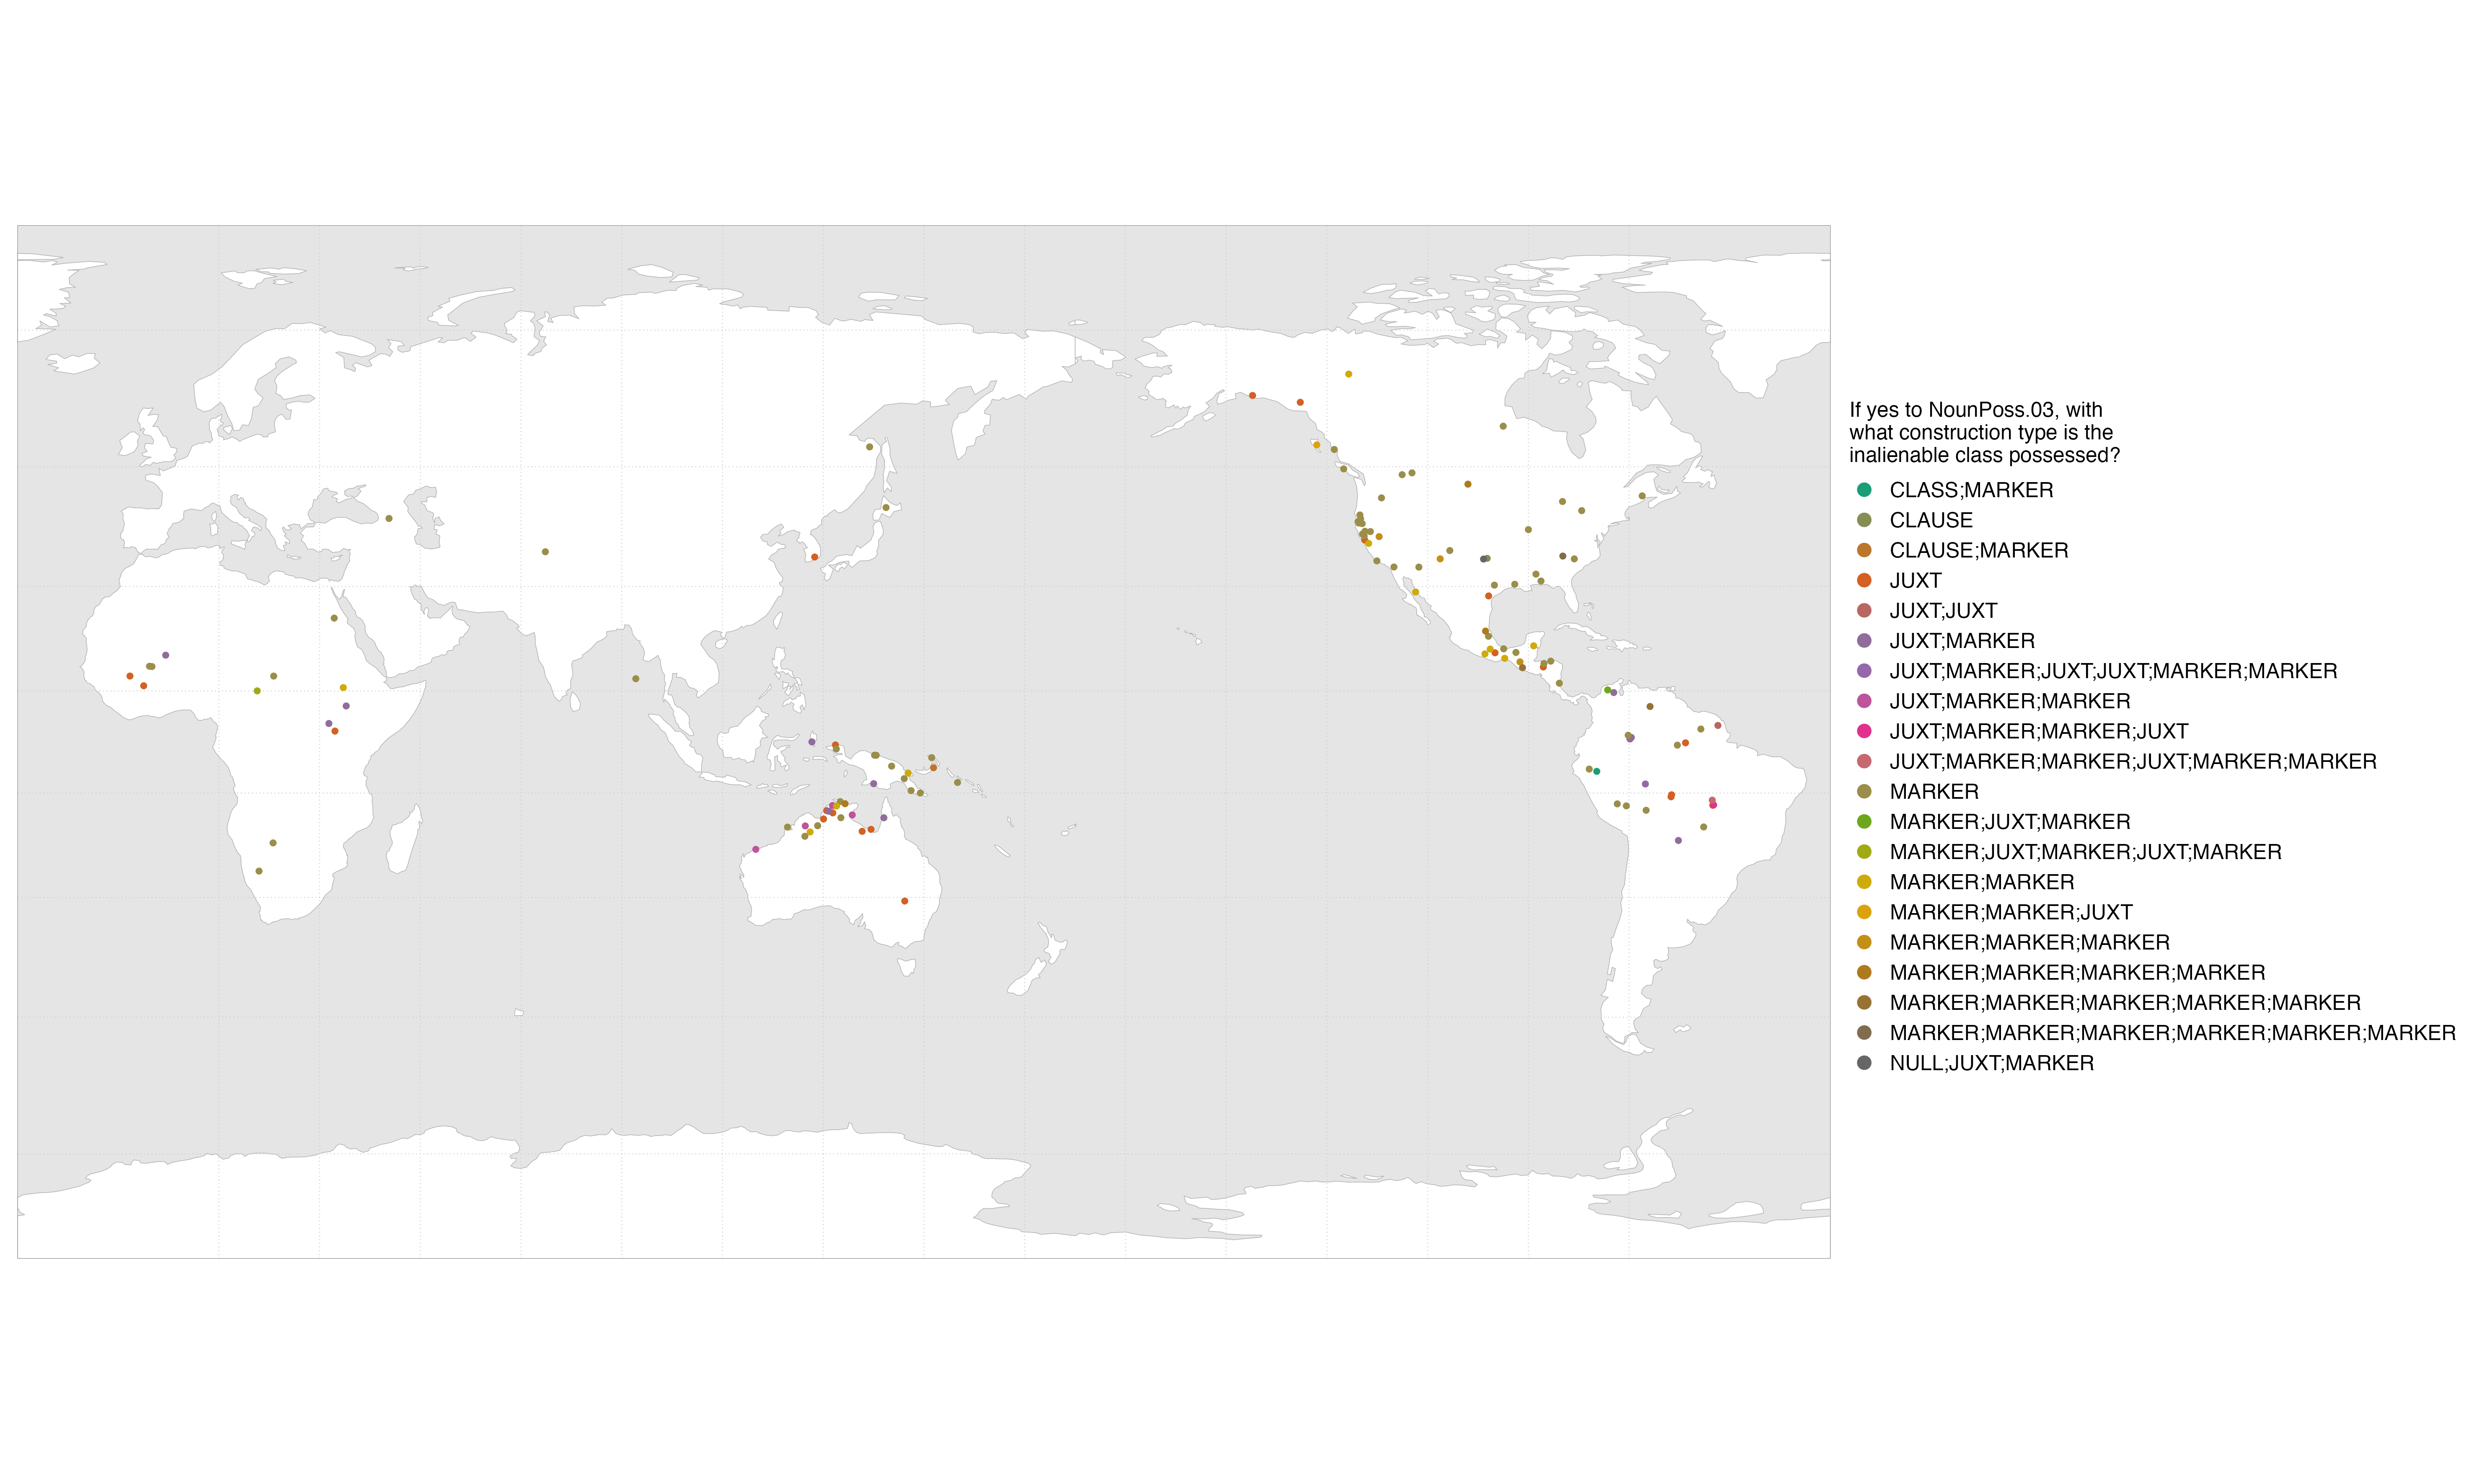 If yes to NounPoss.03, with
what construction type is the
inalienable class possessed?
CLASS;MARKER
CLAUSE
CLAUSE;MARKER
JUXT
JUXT;JUXT
JUXT;MARKER
JUXT;MARKER;JUXT;JUXT;MARKER;MARKER
JUXT;MARKER;MARKER
JUXT;MARKER;MARKER;JUXT
JUXT;MARKER;MARKER;JUXT;MARKER;MARKER
MARKER
MARKER;JUXT;MARKER
MARKER;JUXT;MARKER;JUXT;MARKER
MARKER;MARKER
MARKER;MARKER;JUXT
MARKER;MARKER;MARKER
MARKER;MARKER;MARKER;MARKER
MARKER;MARKER;MARKER;MARKER;MARKER
MARKER;MARKER;MARKER;MARKER;MARKER;MARKER
NULL;JUXT;MARKER